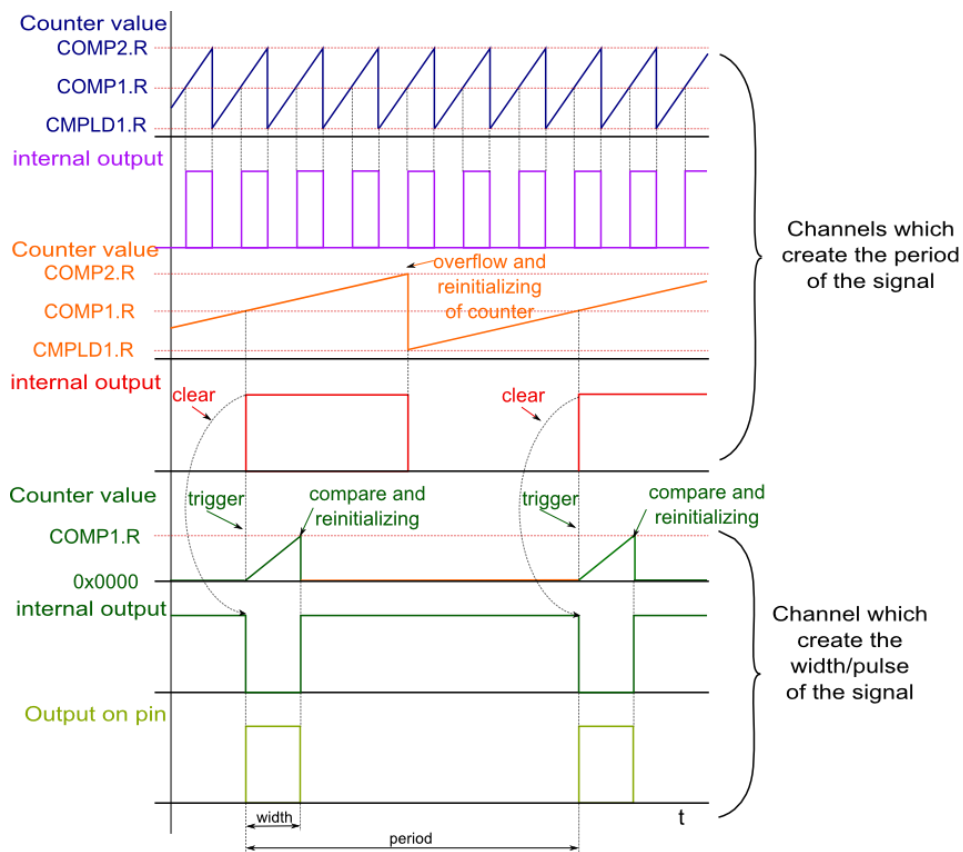 Counter value
COMP2.R
COMP1.R
CMPLD1.R
internal output
Counter value
COMP2.R
overflow and
reinitializing
of counter
COMP1.R
CMPLD1.R
internal output
clear
clear
Channels which
create the period
of the signal
Counter value
trigger
compare and
reinitializing
trigger
compare and
reinitializing
COMP1.R
0x0000
internal output
Channel which
create the
width/pulse
of the signal
Output on pin
width
t
period